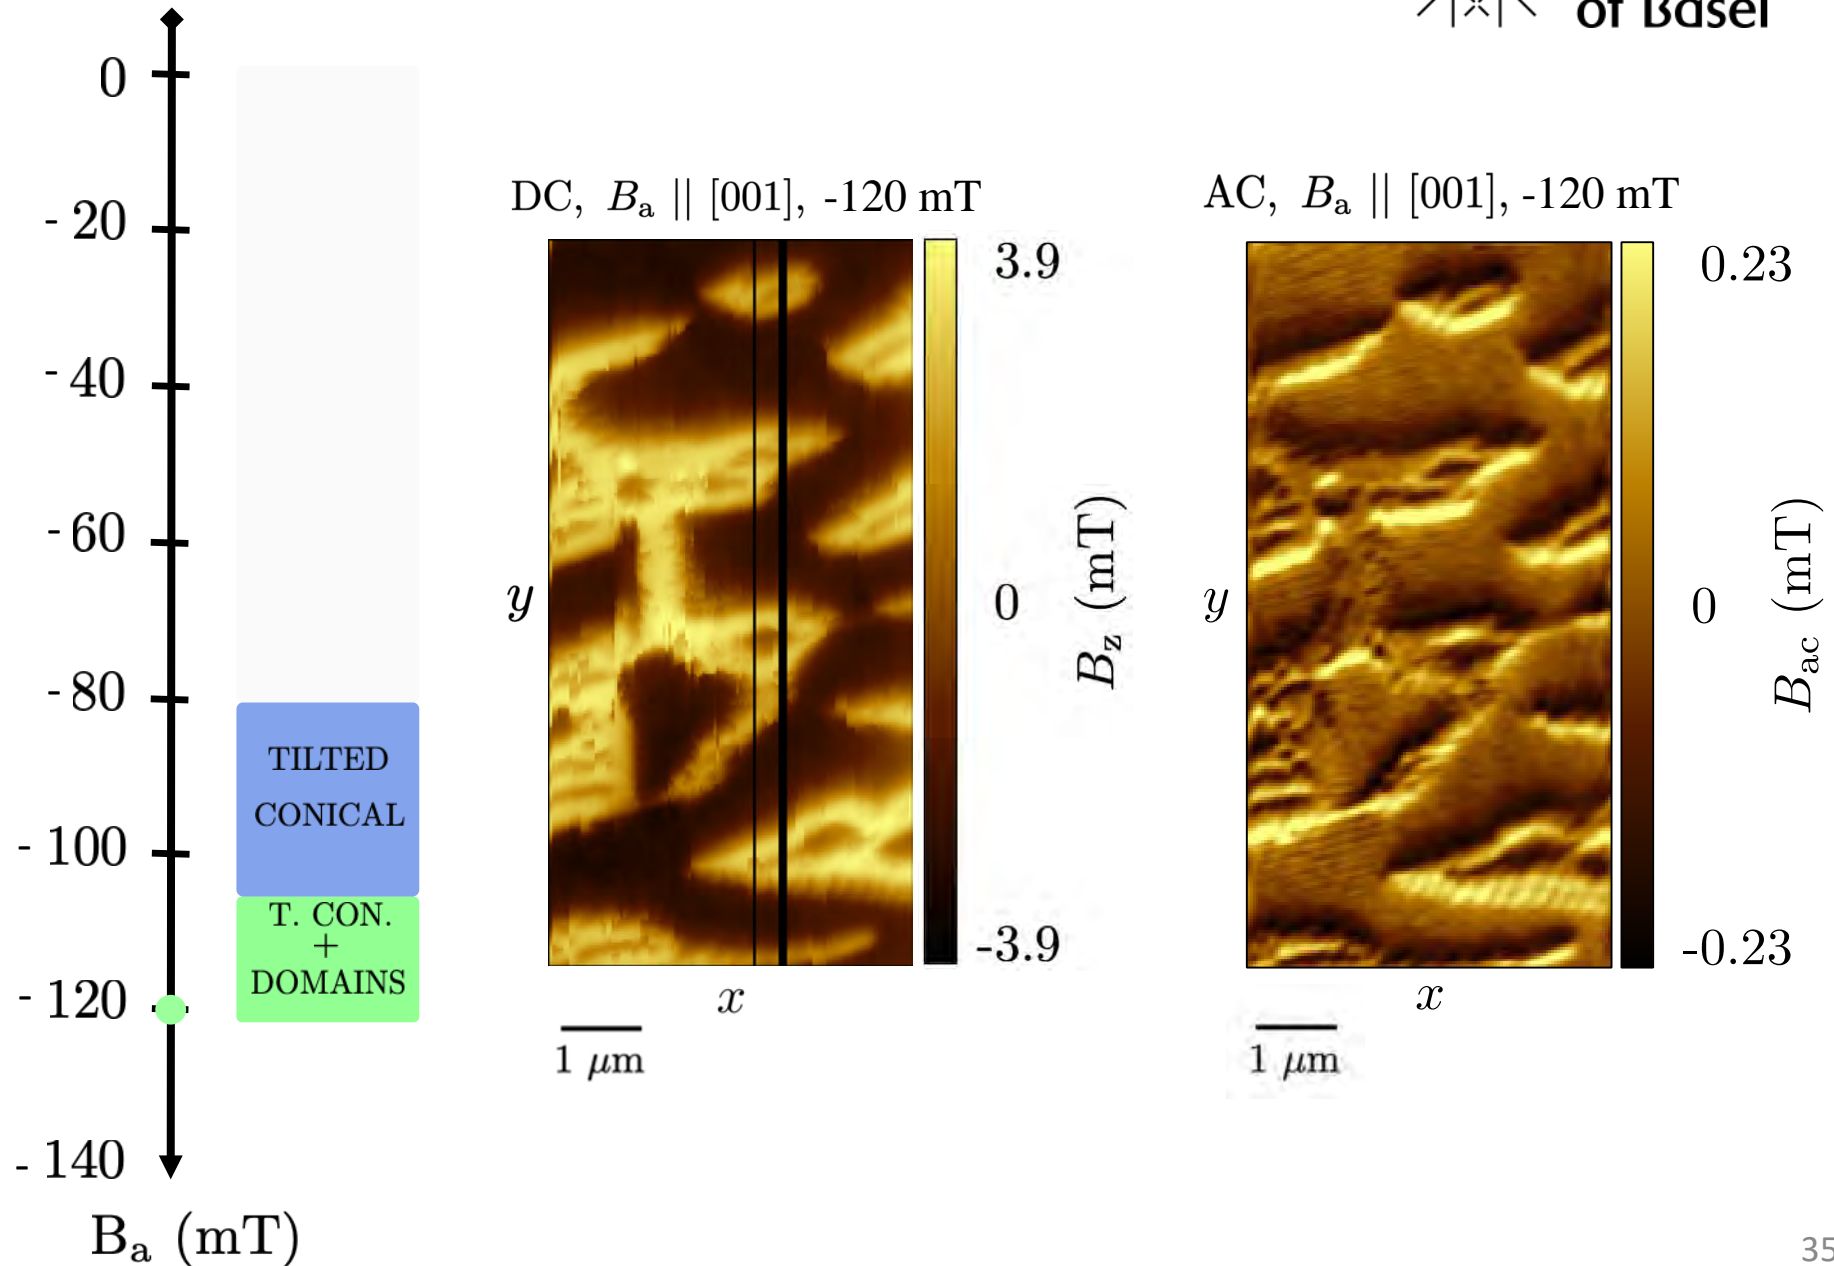 of Basel
0
- 20
- 40
- 60
- 80
- 100
- 120
- 140
Bₐ (mT)
TILTED
CONICAL
T. CON.
+
DOMAINS
DC, Bₐ || [001], -120 mT
3.9
0
-3.9
B_z (mT)
y
x
1 μm
AC, Bₐ || [001], -120 mT
0.23
0
-0.23
B_ac (mT)
y
x
1 μm
35